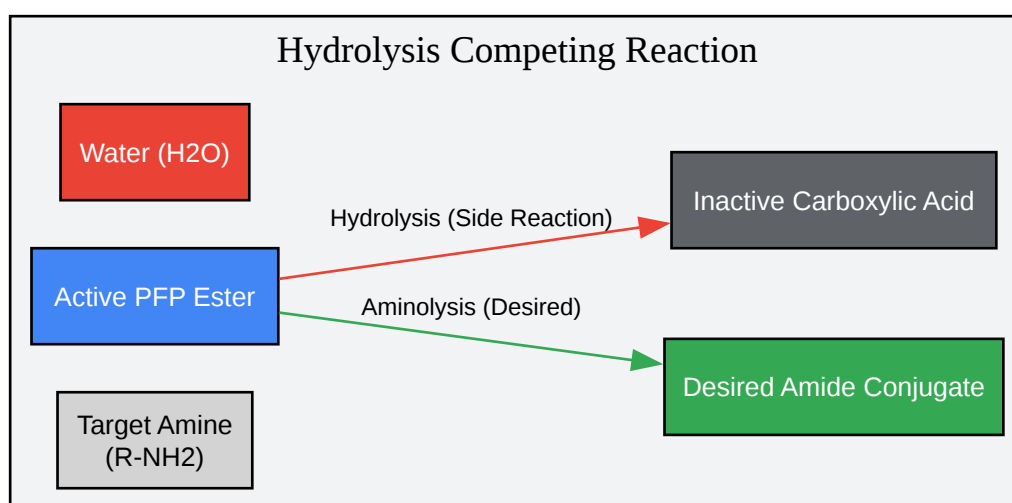 Hydrolysis Competing Reaction
Water (H2O)
Hydrolysis (Side Reaction)
Inactive Carboxylic Acid
Active PFP Ester
Aminolysis (Desired)
Desired Amide Conjugate
Target Amine
(R-NH2)